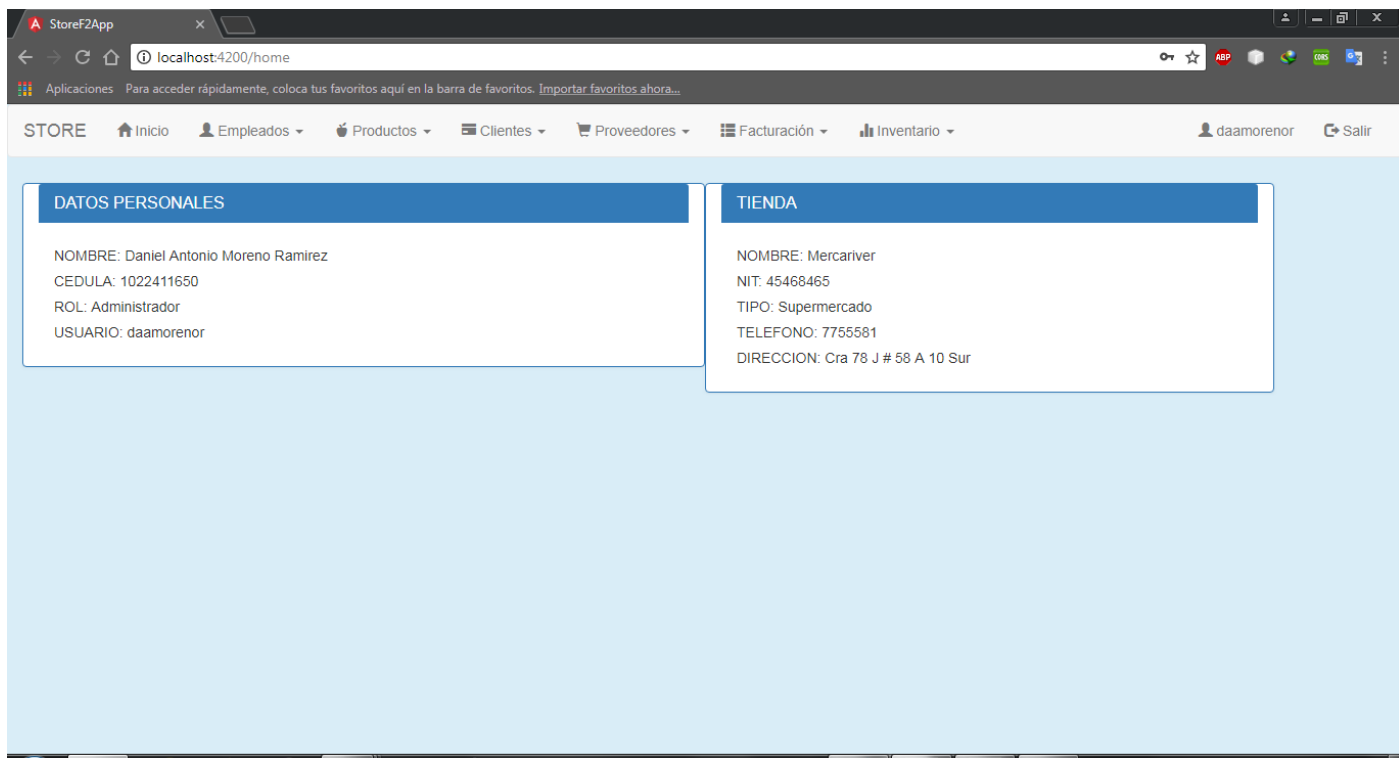 StoreF2App
localhost:4200/home
ABP
CORS
Aplicaciones Para acceder rápidamente, coloca tus favoritos aquí en la barra de favoritos. Importar favoritos ahora...
STORE Inicio Empleados Productos Clientes Proveedores Facturación Inventario daamorenor Salir
DATOS PERSONALES
NOMBRE: Daniel Antonio Moreno Ramirez
CEDULA: 1022411650
ROL: Administrador
USUARIO: daamorenor
TIENDA
NOMBRE: Mercariver
NIT: 45468465
TIPO: Supermercado
TELEFONO: 7755581
DIRECCION: Cra 78 J # 58 A 10 Sur